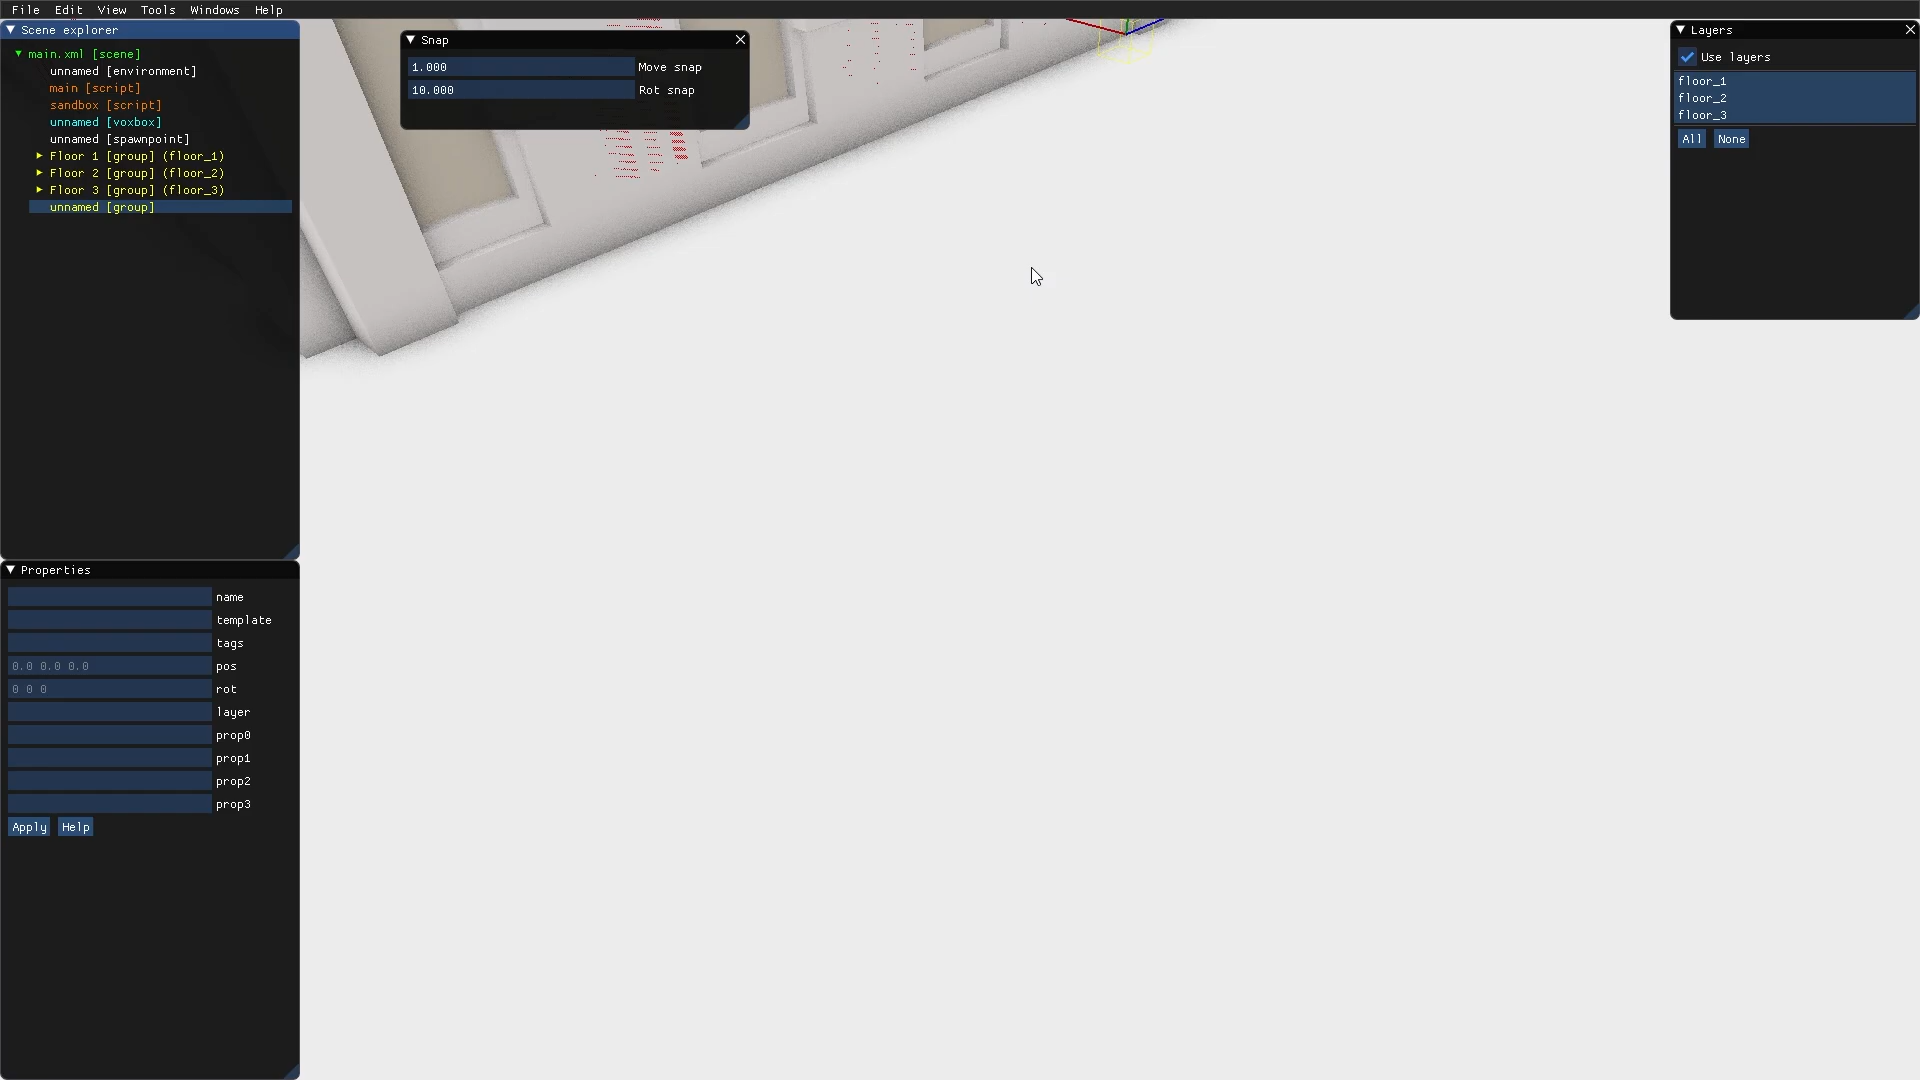 File Edit View Tools Windows Help
Scene explorer
main.xml [scene]
unnamed [environment]
main [script]
sandbox [script]
unnamed [voxbox]
unnamed [spawnpoint]
Floor 1 [group] (floor_1)
Floor 2 [group] (floor_2)
Floor 3 [group] (floor_3)
unnamed [group]
Snap
1.000 Move snap
10.000 Rot snap
Layers
Use layers
floor_1
floor_2
floor_3
All None
Properties
name
template
tags
0.0 0.0 0.0 pos
0 0 0 rot
layer
prop0
prop1
prop2
prop3
Apply Help